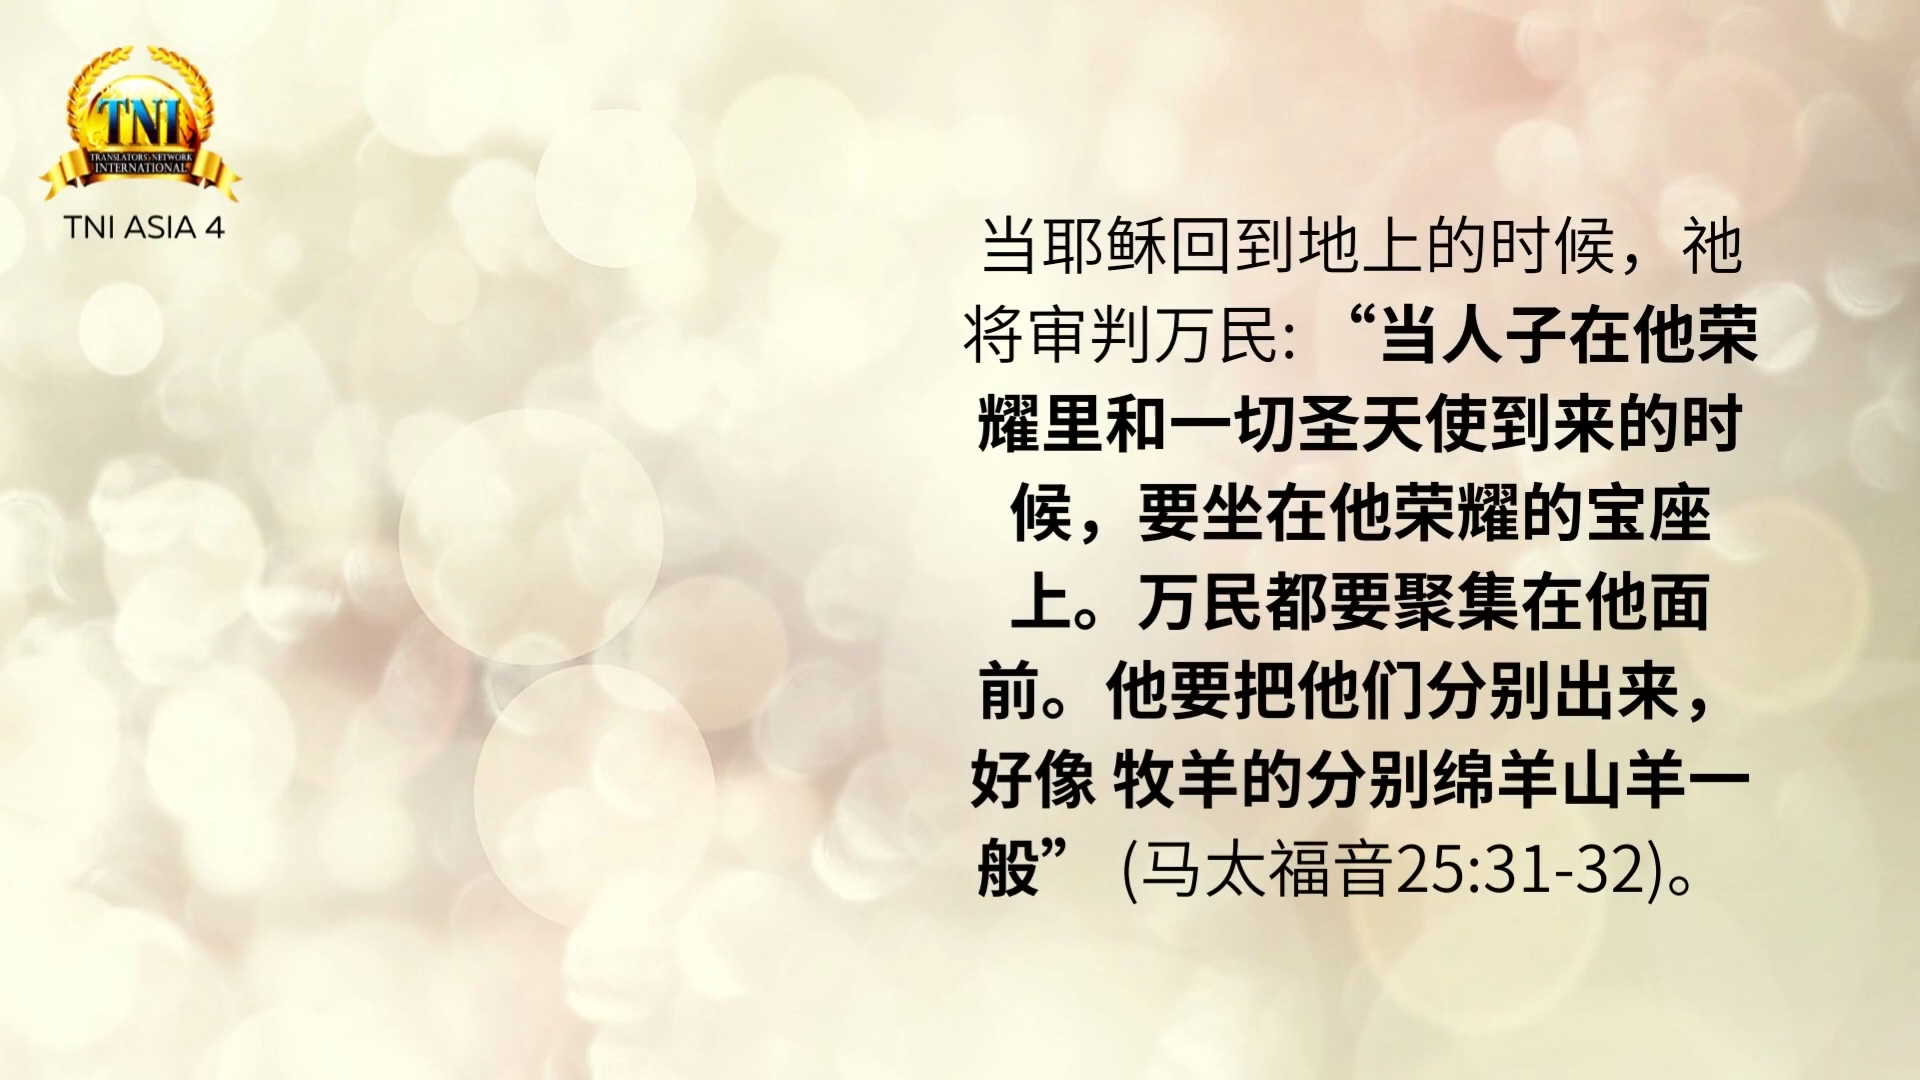 TNI
TRANSLATORS NETWORK
INTERNATIONAL
TNI ASIA 4
当耶稣回到地上的时候，祂
将审判万民: “当人子在他荣
耀里和一切圣天使到来的时
候，要坐在他荣耀的宝座
上。万民都要聚集在他面
前。他要把他们分别出来，
好像 牧羊的分别绵羊山羊一
般” (马太福音25:31-32)。